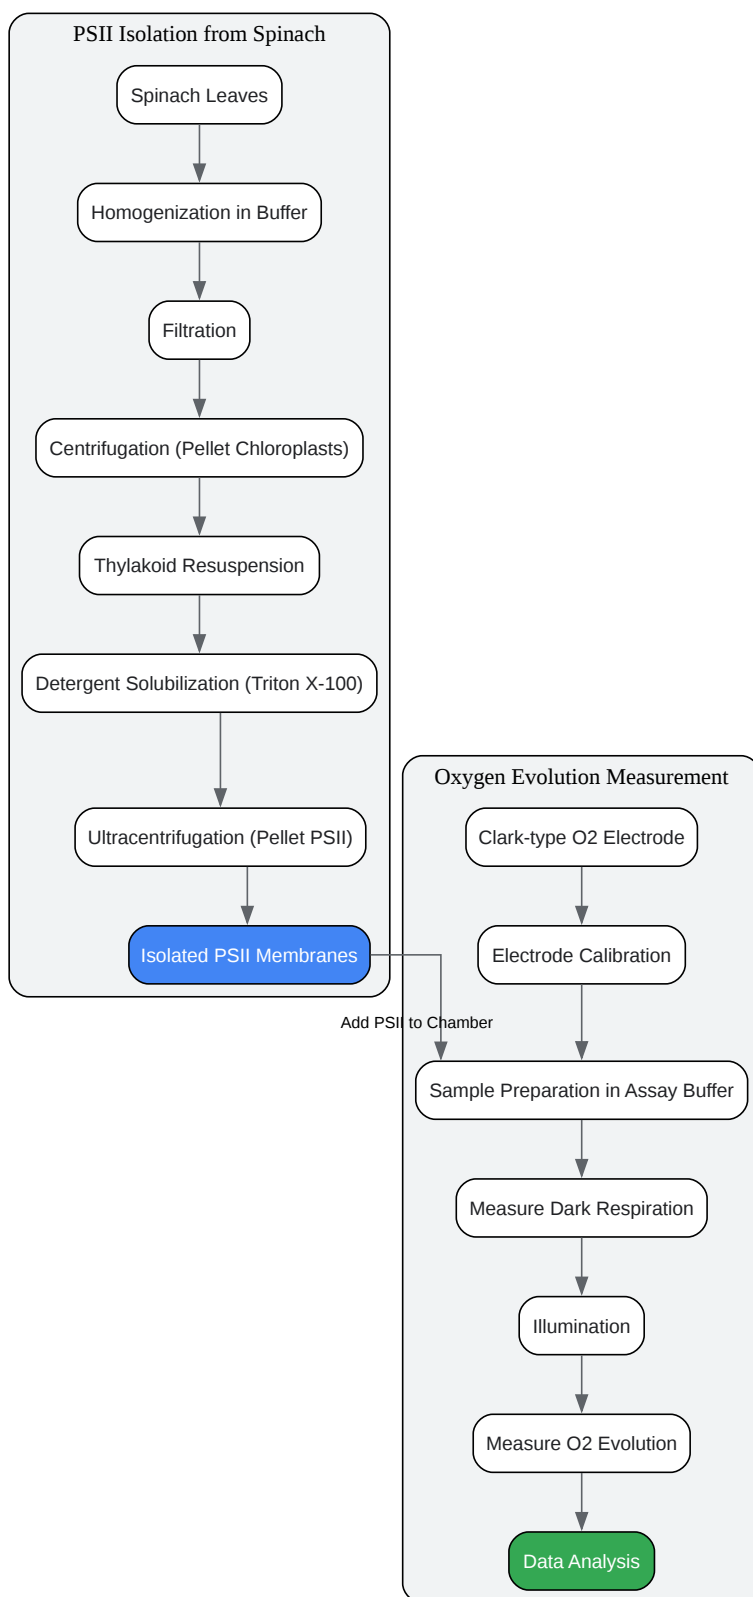 PSII Isolation from Spinach
Spinach Leaves
Homogenization in Buffer
Filtration
Centrifugation (Pellet Chloroplasts)
Thylakoid Resuspension
Detergent Solubilization (Triton X-100)
Ultracentrifugation (Pellet PSII)
Isolated PSII Membranes
Add PSII to Chamber
Oxygen Evolution Measurement
Clark-type O2 Electrode
Electrode Calibration
Sample Preparation in Assay Buffer
Measure Dark Respiration
Illumination
Measure O2 Evolution
Data Analysis